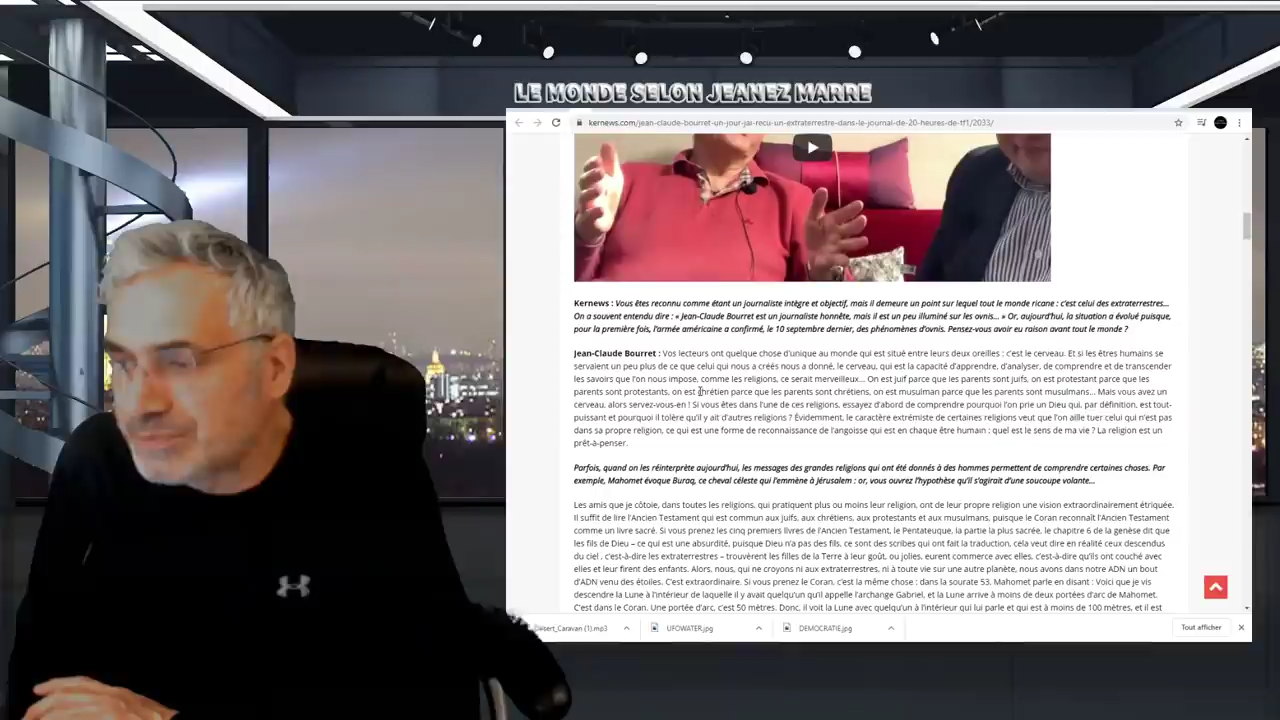 LE MONDE SELON JEANEZ MARRE
kernews.com/jean-claude-bourret-un-jour-jai-recu-un-extraterrestre-dans-le-journal-de-20-heures-de-tf1/2033/
Kernews : Vous êtes reconnu comme étant un journaliste intègre et objectif, mais il demeure un point sur lequel tout le monde ricane : c'est celui des extraterrestres…
On a souvent entendu dire : « Jean-Claude Bourret est un journaliste honnête, mais il est un peu illuminé sur les ovnis… » Or, aujourd'hui, la situation a évolué puisque,
pour la première fois, l'armée américaine a confirmé, le 10 septembre dernier, des phénomènes d'ovnis. Pensez-vous avoir eu raison avant tout le monde ?
Jean-Claude Bourret : Vos lecteurs ont quelque chose d'unique au monde qui est situé entre leurs deux oreilles : c'est le cerveau. Et si les êtres humains se
servaient un peu plus de ce que celui qui nous a créés nous a donné, le cerveau, qui est la capacité d'apprendre, d'analyser, de comprendre et de transcender
les savoirs que l'on nous impose, comme les religions, ce serait merveilleux… On est juif parce que les parents sont juifs, on est protestant parce que les
parents sont protestants, on est chrétien parce que les parents sont chrétiens, on est musulman parce que les parents sont musulmans… Mais vous avez un
cerveau, alors servez-vous-en ! Si vous êtes dans l'une de ces religions, essayez d'abord de comprendre pourquoi l'on prie un Dieu qui, par définition, est tout-
puissant et pourquoi il tolère qu'il y ait d'autres religions ? Évidemment, le caractère extrémiste de certaines religions veut que l'on aille tuer celui qui n'est pas
dans sa propre religion, ce qui est une forme de reconnaissance de l'angoisse qui est en chaque être humain : quel est le sens de ma vie ? La religion est un
prêt-à-penser.
Parfois, quand on les réinterprète aujourd'hui, les messages des grandes religions qui ont été donnés à des hommes permettent de comprendre certaines choses. Par
exemple, Mahomet évoque Buraq, ce cheval céleste qui l'emmène à Jérusalem : or, vous ouvrez l'hypothèse qu'il s'agirait d'une soucoupe volante…
Les amis que je côtoie, dans toutes les religions, qui pratiquent plus ou moins leur religion, ont de leur propre religion une vision extraordinairement étriquée.
Il suffit de lire l'Ancien Testament qui est commun aux juifs, aux chrétiens, aux protestants et aux musulmans, puisque le Coran reconnaît l'Ancien Testament
comme un livre sacré. Si vous prenez les cinq premiers livres de l'Ancien Testament, le Pentateuque, la partie la plus sacrée, le chapitre 6 de la genèse dit que
les fils de Dieu – ce qui est une absurdité, puisque Dieu n'a pas des fils, ce sont des scribes qui ont fait la traduction, cela veut dire en réalité ceux descendus
du ciel , c'est-à-dire les extraterrestres – trouvèrent les filles de la Terre à leur goût, ou jolies, eurent commerce avec elles, c'est-à-dire qu'ils ont couché avec
elles et leur firent des enfants. Alors, nous, qui ne croyons ni aux extraterrestres, ni à toute vie sur une autre planète, nous avons dans notre ADN un bout
d'ADN venu des étoiles. C'est extraordinaire. Si vous prenez le Coran, c'est la même chose : dans la sourate 53, Mahomet parle en disant : Voici que je vis
descendre la Lune à l'intérieur de laquelle il y avait quelqu'un qu'il appelle l'archange Gabriel, et la Lune arrive à moins de deux portées d'arc de Mahomet.
C'est dans le Coran. Une portée d'arc, c'est 50 mètres. Donc, il voit la Lune avec quelqu'un à l'intérieur qui lui parle et qui est à moins de 100 mètres, et il est
sert_Caravan (1).mp3 UFOWATER.jpg DEMOCRATIE.jpg Tout afficher